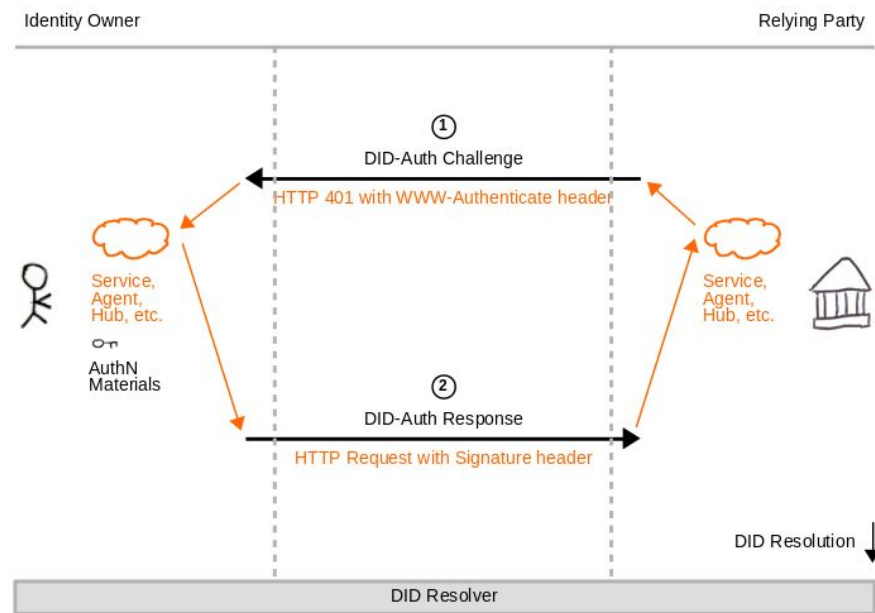 Identity Owner
Relying Party
1
DID-Auth Challenge
HTTP 401 with WWW-Authenticate header
Service,
Agent,
Hub, etc.
AuthN
Materials
Service,
Agent,
Hub, etc.
2
DID-Auth Response
HTTP Request with Signature header
DID Resolution
DID Resolver